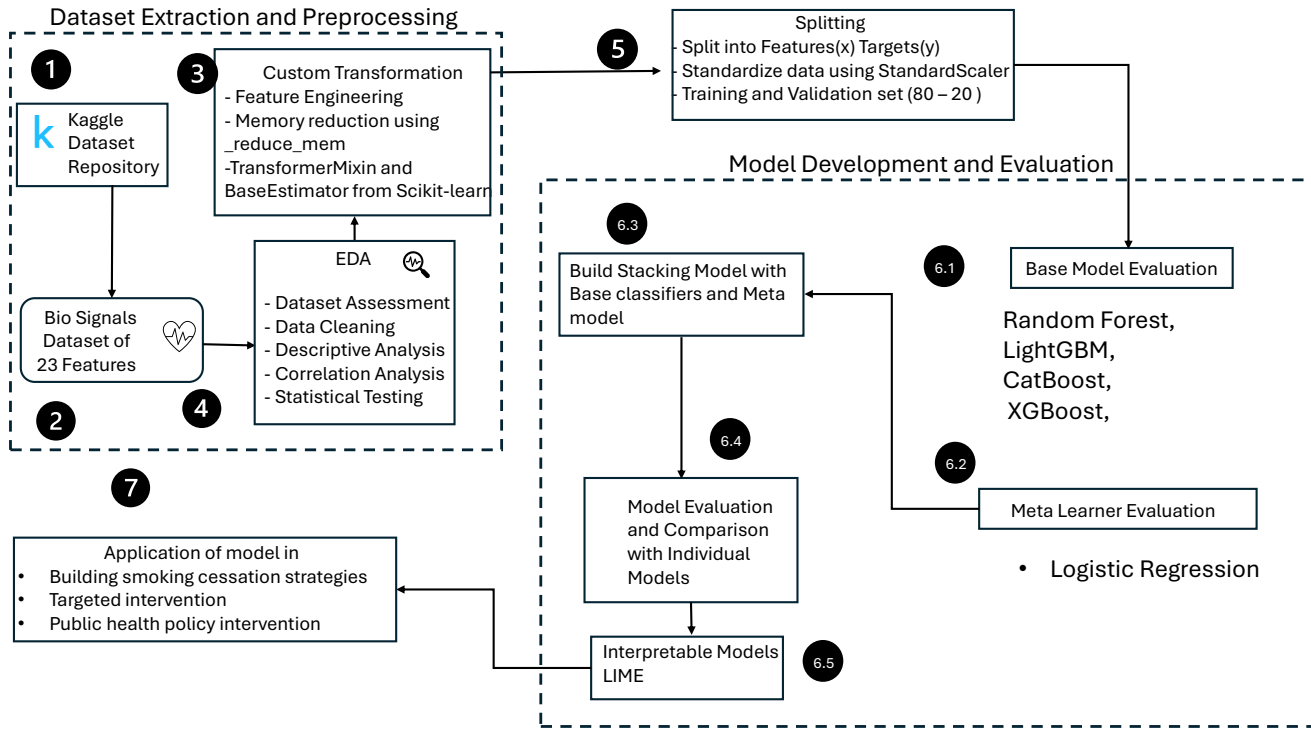 Dataset Extraction and Preprocessing
1
k
Kaggle
Dataset
Repository
2
Bio Signals
Dataset of
23 Features
3
Custom Transformation
- Feature Engineering
- Memory reduction using
_reduce_mem
-TransformerMixin and
BaseEstimator from Scikit-learn
4
EDA
- Dataset Assessment
- Data Cleaning
- Descriptive Analysis
- Correlation Analysis
- Statistical Testing
5
Splitting
- Split into Features(x) Targets(y)
- Standardize data using StandardScaler
- Training and Validation set (80 – 20 )
Model Development and Evaluation
6.1
Base Model Evaluation
Random Forest,
LightGBM,
CatBoost,
XGBoost,
6.2
Meta Learner Evaluation
• Logistic Regression
6.3
Build Stacking Model with
Base classifiers and Meta
model
6.4
Model Evaluation
and Comparison
with Individual
Models
6.5
Interpretable Models
LIME
7
Application of model in
• Building smoking cessation strategies
• Targeted intervention
• Public health policy intervention